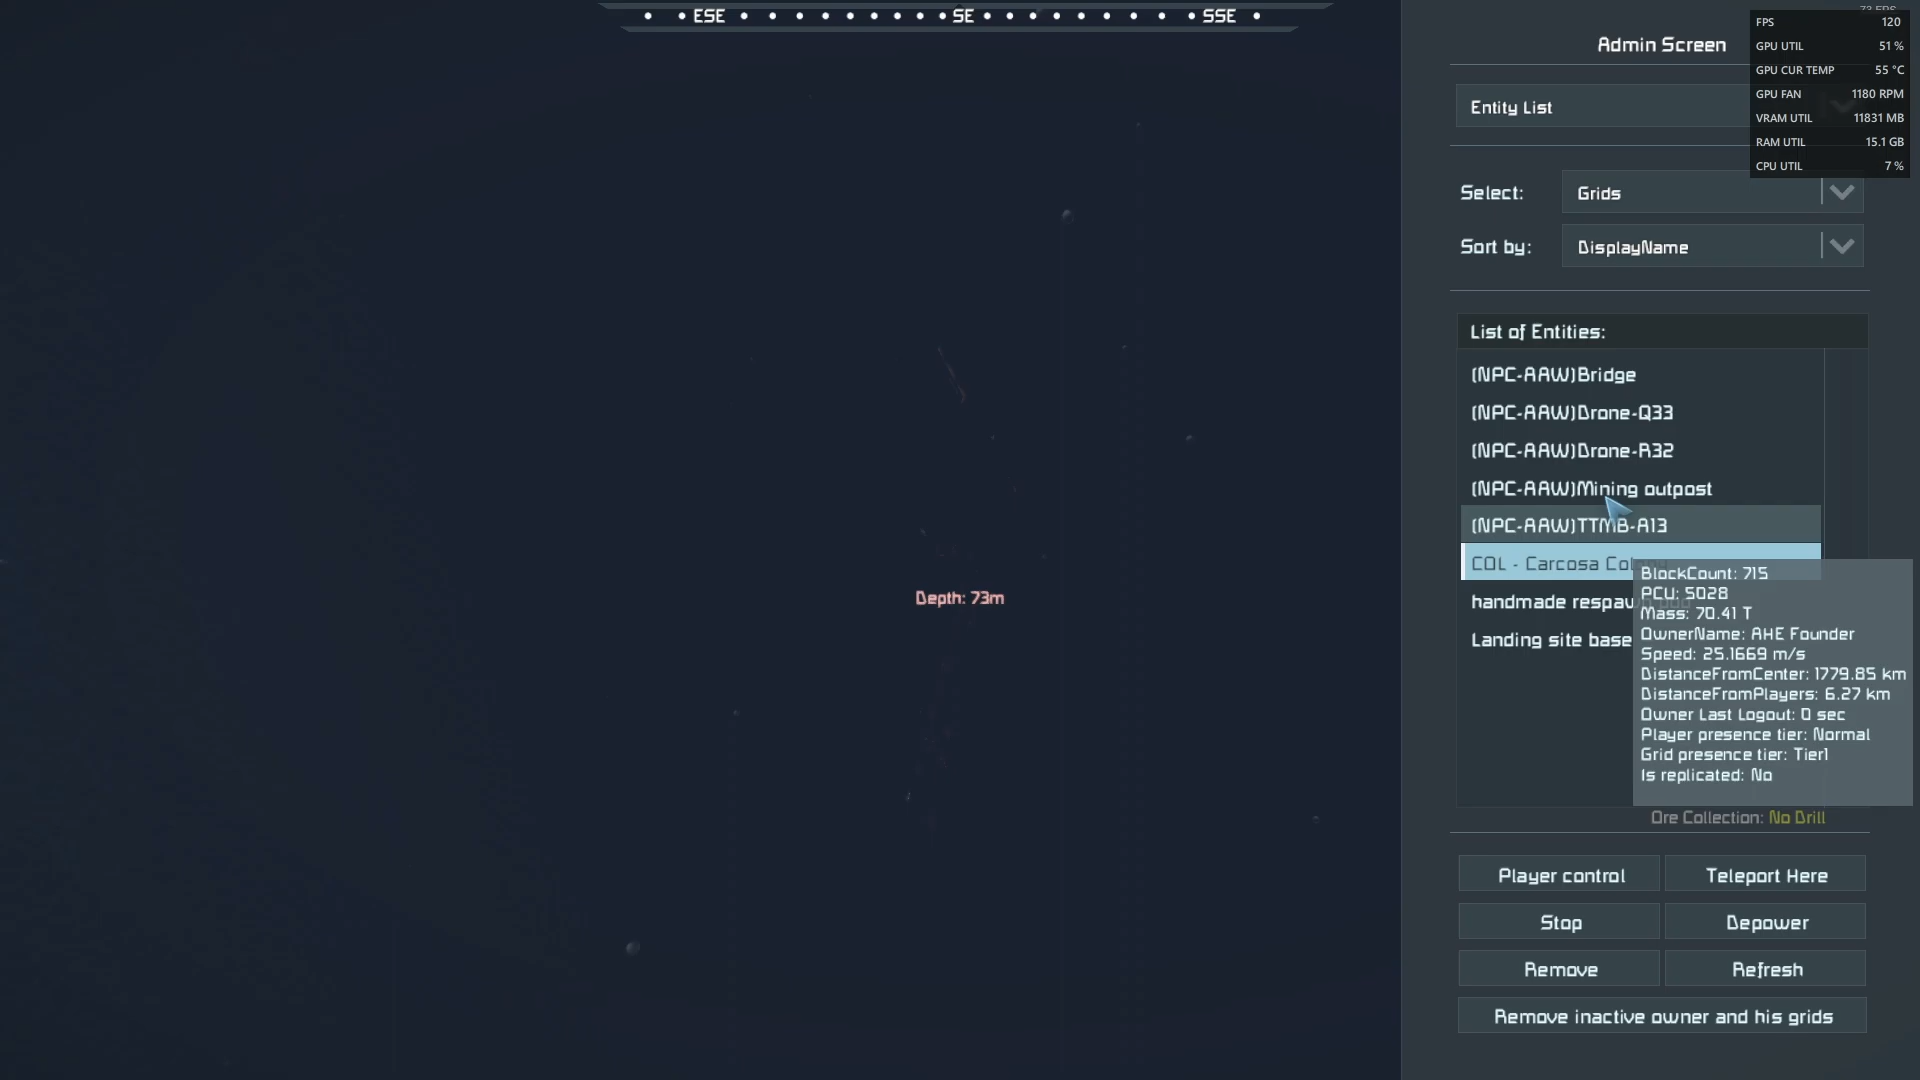 ESE SE SSE
73 FPS
FPS 120
GPU UTIL 51 %
GPU CUR TEMP 55 °C
GPU FAN 1180 RPM
VRAM UTIL 11831 MB
RAM UTIL 15.1 GB
CPU UTIL 7 %
Admin Screen
Entity List
Select: Grids
Sort by: DisplayName
List of Entities:
(NPC-AAW)Bridge
(NPC-AAW)Drone-Q33
(NPC-AAW)Drone-R32
(NPC-AAW)Mining outpost
(NPC-AAW)TTMB-A13
COL - Carcosa
handmade
Landing site base
BlockCount: 715
PCU: 5028
Mass: 70.41 T
OwnerName: AHE Founder
Speed: 25.1669 m/s
DistanceFromCenter: 1779.85 km
DistanceFromPlayers: 6.27 km
Owner Last Logout: 0 sec
Player presence tier: Normal
Grid presence tier: Tier1
Is replicated: No
Depth: 73m
Ore Collection: No Drill
Player control
Teleport Here
Stop
Depower
Remove
Refresh
Remove inactive owner and his grids